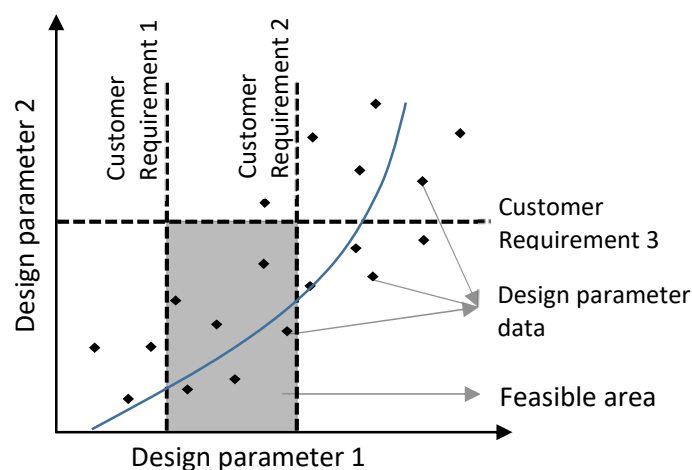 Customer
Requirement 1
Customer
Requirement 2
Design parameter 2
Customer
Requirement 3
Design parameter
data
Feasible area
Design parameter 1